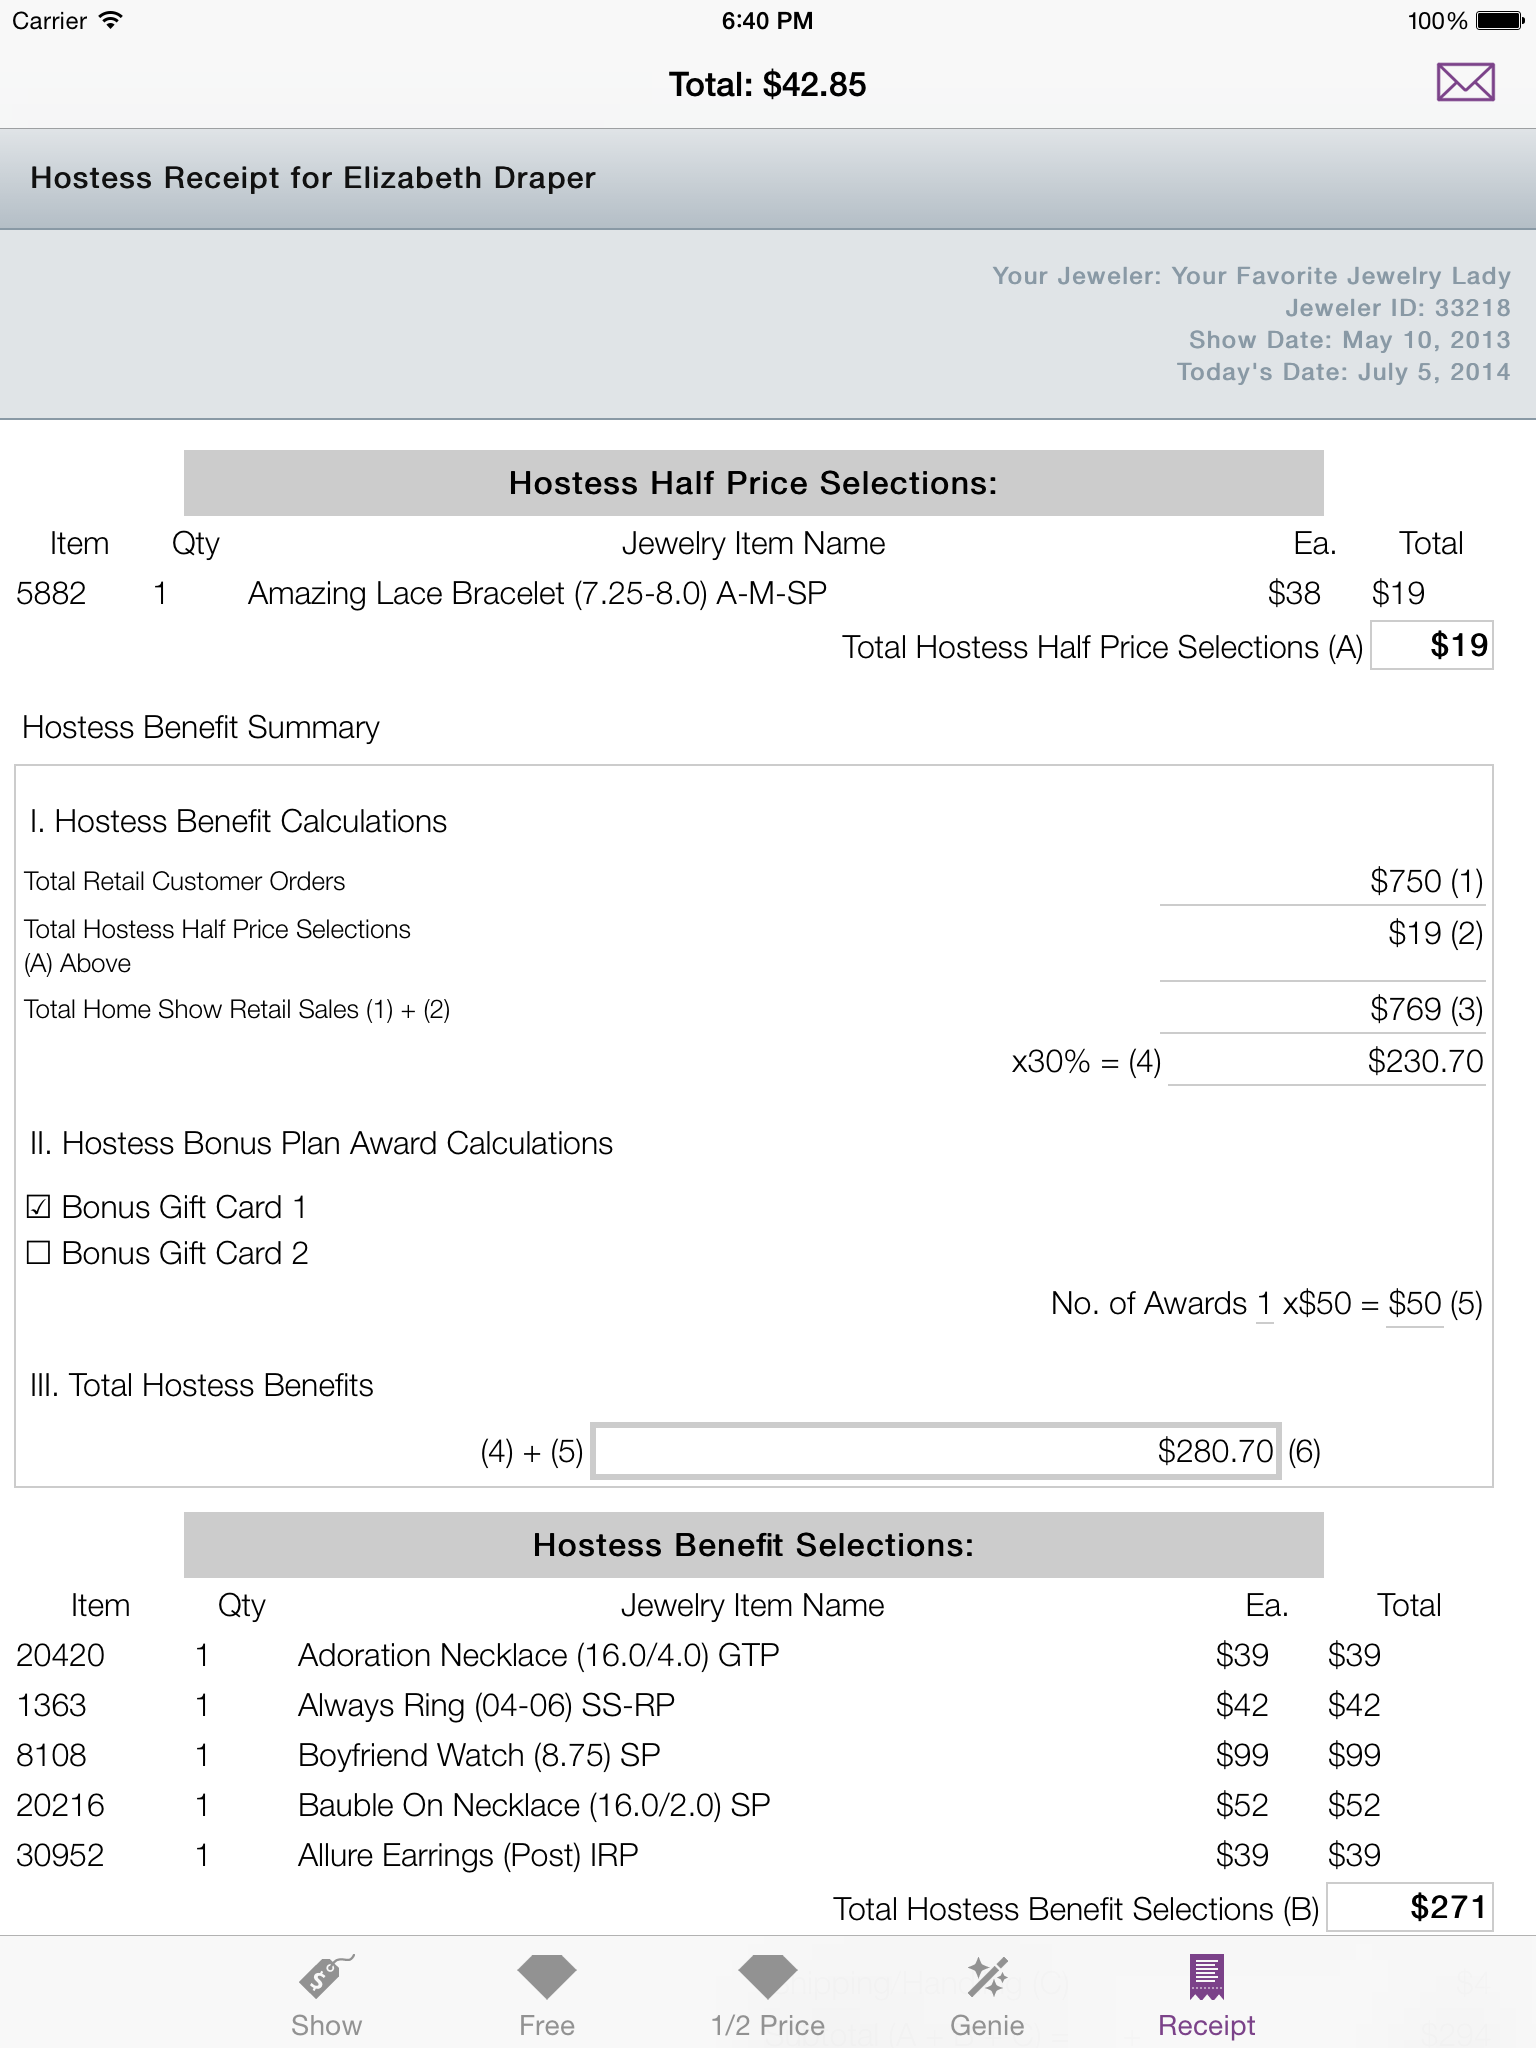 Carrier 6:40 PM 100%
Total: $42.85
Hostess Receipt for Elizabeth Draper
Your Jeweler: Your Favorite Jewelry Lady
Jeweler ID: 33218
Show Date: May 10, 2013
Today's Date: July 5, 2014
Hostess Half Price Selections:
Item Qty Jewelry Item Name Ea. Total
5882 1 Amazing Lace Bracelet (7.25-8.0) A-M-SP $38 $19
Total Hostess Half Price Selections (A) $19
Hostess Benefit Summary
I. Hostess Benefit Calculations
Total Retail Customer Orders $750 (1)
Total Hostess Half Price Selections $19 (2)
(A) Above
Total Home Show Retail Sales (1) + (2) $769 (3)
x30% = (4) $230.70
II. Hostess Bonus Plan Award Calculations
☑ Bonus Gift Card 1
☐ Bonus Gift Card 2
No. of Awards 1 x$50 = $50 (5)
III. Total Hostess Benefits
(4) + (5) $280.70 (6)
Hostess Benefit Selections:
Item Qty Jewelry Item Name Ea. Total
20420 1 Adoration Necklace (16.0/4.0) GTP $39 $39
1363 1 Always Ring (04-06) SS-RP $42 $42
8108 1 Boyfriend Watch (8.75) SP $99 $99
20216 1 Bauble On Necklace (16.0/2.0) SP $52 $52
30952 1 Allure Earrings (Post) IRP $39 $39
Total Hostess Benefit Selections (B) $271
Show Free 1/2 Price Genie Receipt